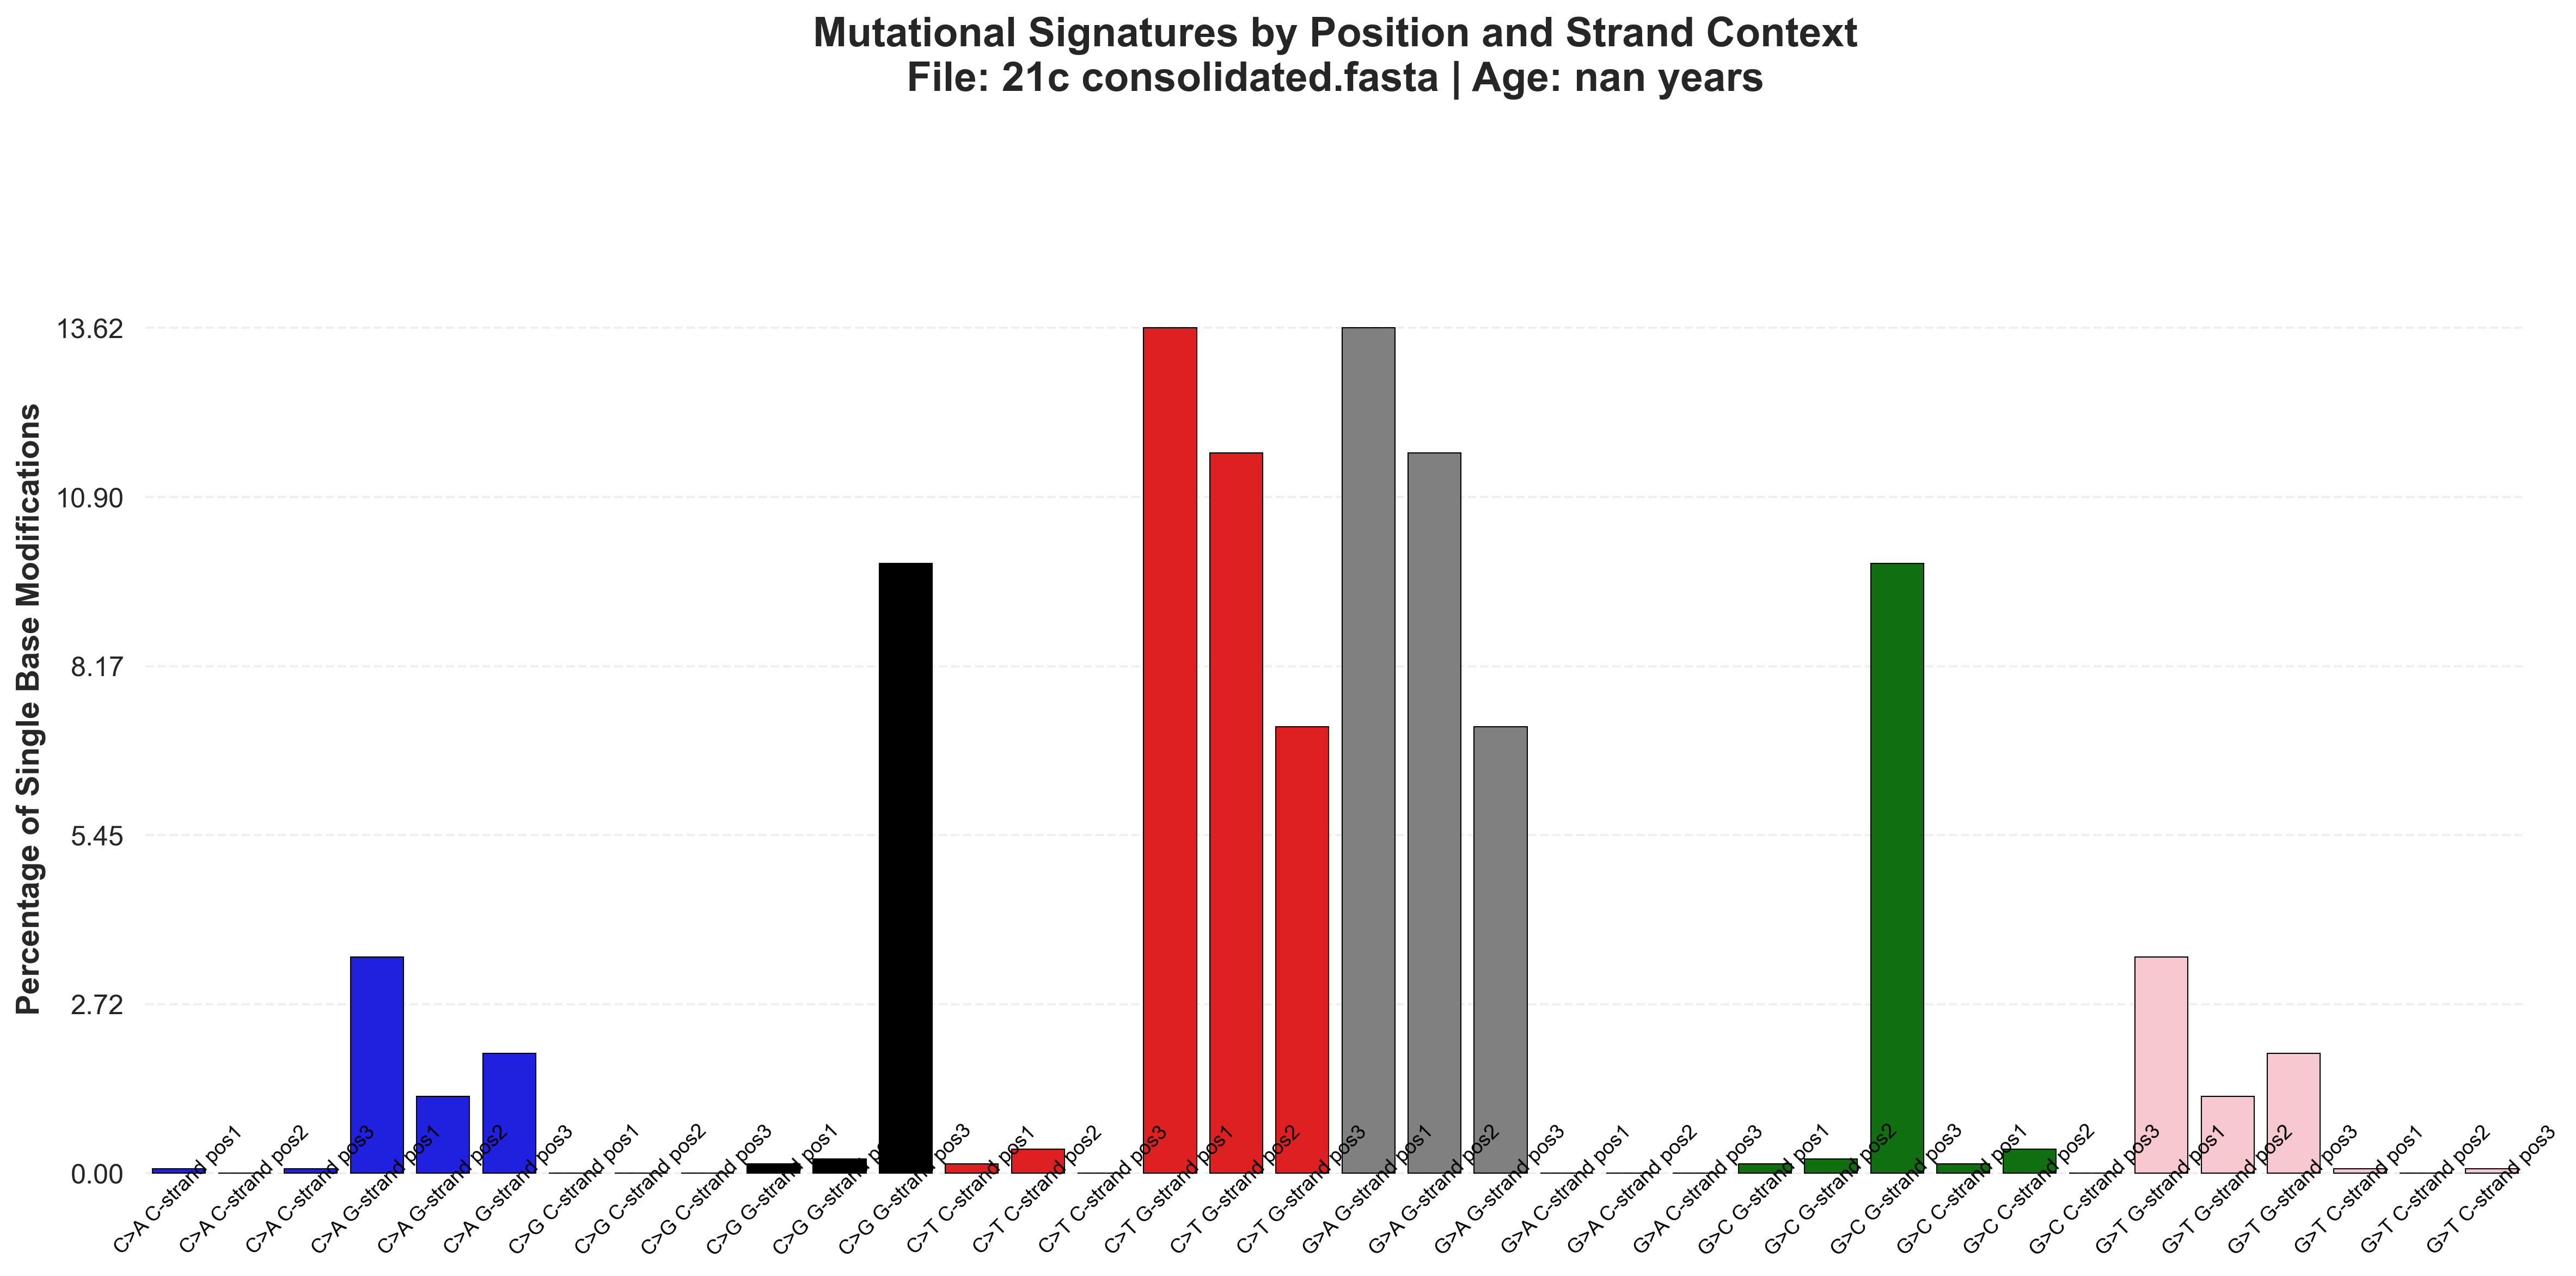 Mutational Signatures by Position and Strand Context
File: 21c consolidated.fasta | Age: nan years
Percentage of Single Base Modifications
13.62
10.90
8.17
5.45
2.72
0.00
C>A C-strand pos1
C>A C-strand pos2
C>A C-strand pos3
C>A G-strand pos1
C>A G-strand pos2
C>A G-strand pos3
C>G C-strand pos1
C>G C-strand pos2
C>G C-strand pos3
C>G G-strand pos1
C>G G-strand
C>G G-strand pos3
C>T C-strand pos1
C>T C-strand pos2
C>T C-strand pos3
C>T G-strand pos1
C>T G-strand pos2
C>T G-strand pos3
G>A G-strand pos1
G>A G-strand pos2
G>A G-strand pos3
G>A C-strand pos1
G>A C-strand pos2
G>A C-strand pos3
G>C G-strand pos1
G>C G-strand pos2
G>C G-strand pos3
G>C C-strand pos1
G>C C-strand pos2
G>C C-strand pos3
G>T G-strand pos1
G>T G-strand pos2
G>T G-strand pos3
G>T C-strand pos1
G>T C-strand pos2
G>T C-strand pos3